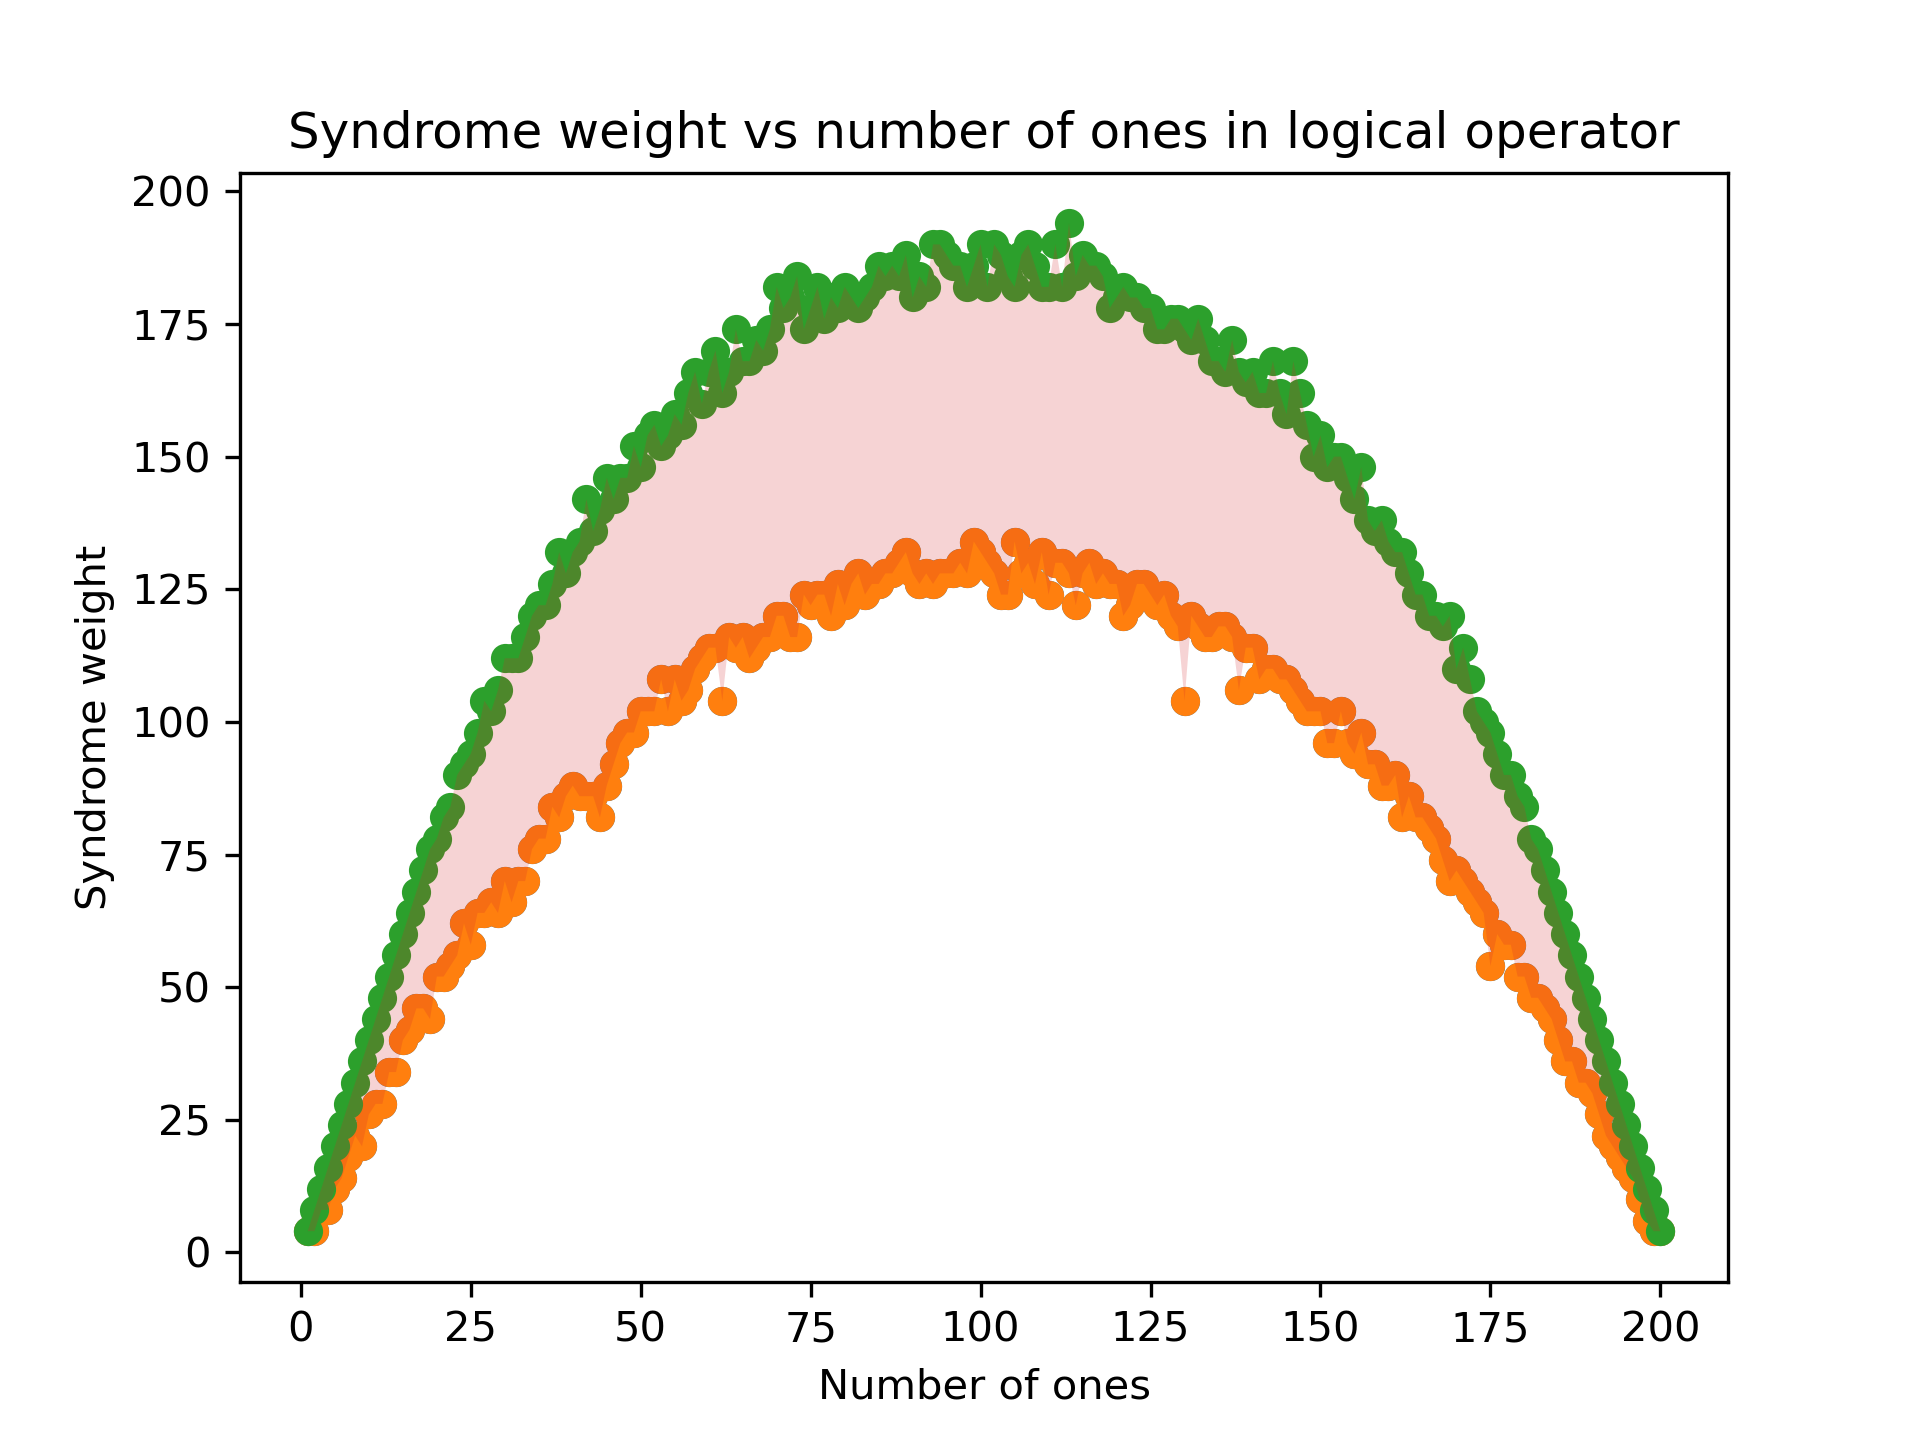 Syndrome weight vs number of ones in logical operator
200
175
150
125
100
75
50
25
0
Syndrome weight
0 25 50 75 100 125 150 175 200
Number of ones